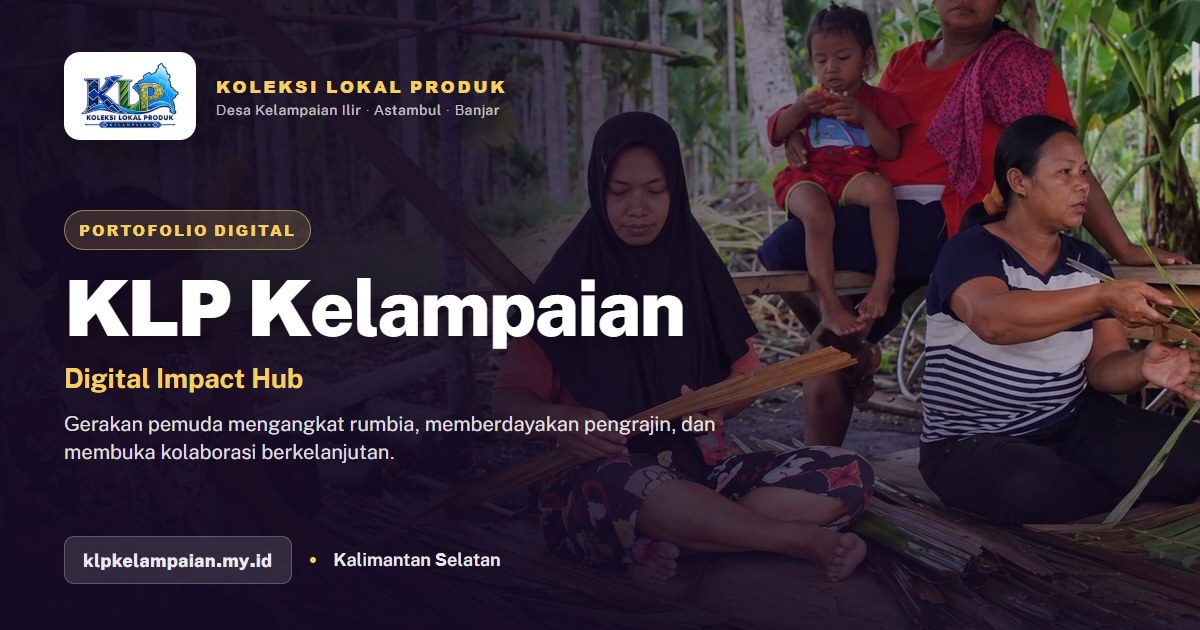 KLP
KOLEKSI LOKAL PRODUK
KELAMPAIAN
KOLEKSI LOKAL PRODUK
Desa Kelampaian Ilir · Astambul · Banjar
PORTOFOLIO DIGITAL
KLP Kelampaian
Digital Impact Hub
Gerakan pemuda mengangkat rumbia, memberdayakan pengrajin, dan
membuka kolaborasi berkelanjutan.
klpkelampaian.my.id • Kalimantan Selatan